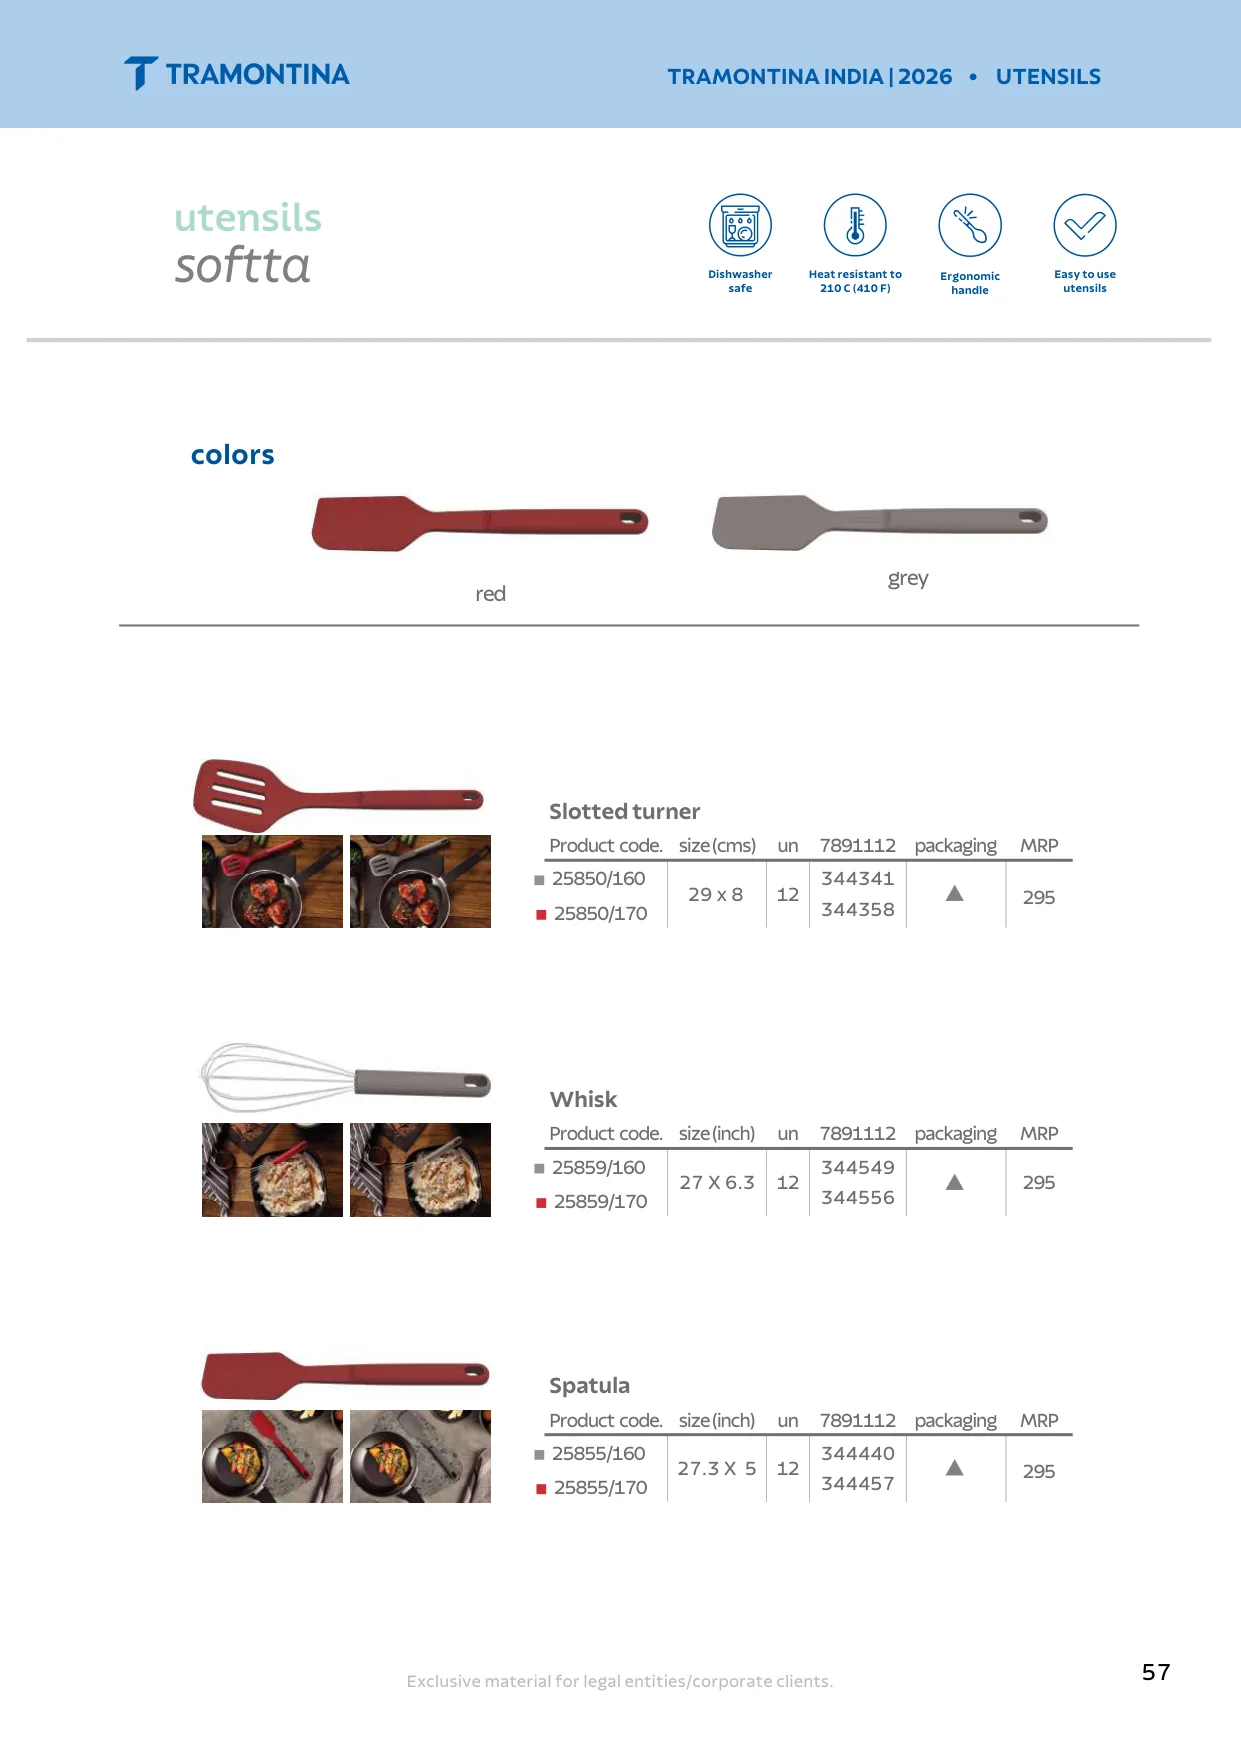 TRAMONTINA
TRAMONTINA INDIA | 2026 • UTENSILS
utensils
softta
Dishwasher safe
Heat resistant to 210 C (410 F)
Ergonomic handle
Easy to use utensils
colors
red
grey
Slotted turner
Product code. size (cms) un 7891112 packaging MRP
25850/160 29 x 8 12 344341 ▲ 295
25850/170 344358
Whisk
Product code. size (inch) un 7891112 packaging MRP
25859/160 27 X 6.3 12 344549 ▲ 295
25859/170 344556
Spatula
Product code. size (inch) un 7891112 packaging MRP
25855/160 27.3 X 5 12 344440 ▲ 295
25855/170 344457
Exclusive material for legal entities/corporate clients.
57